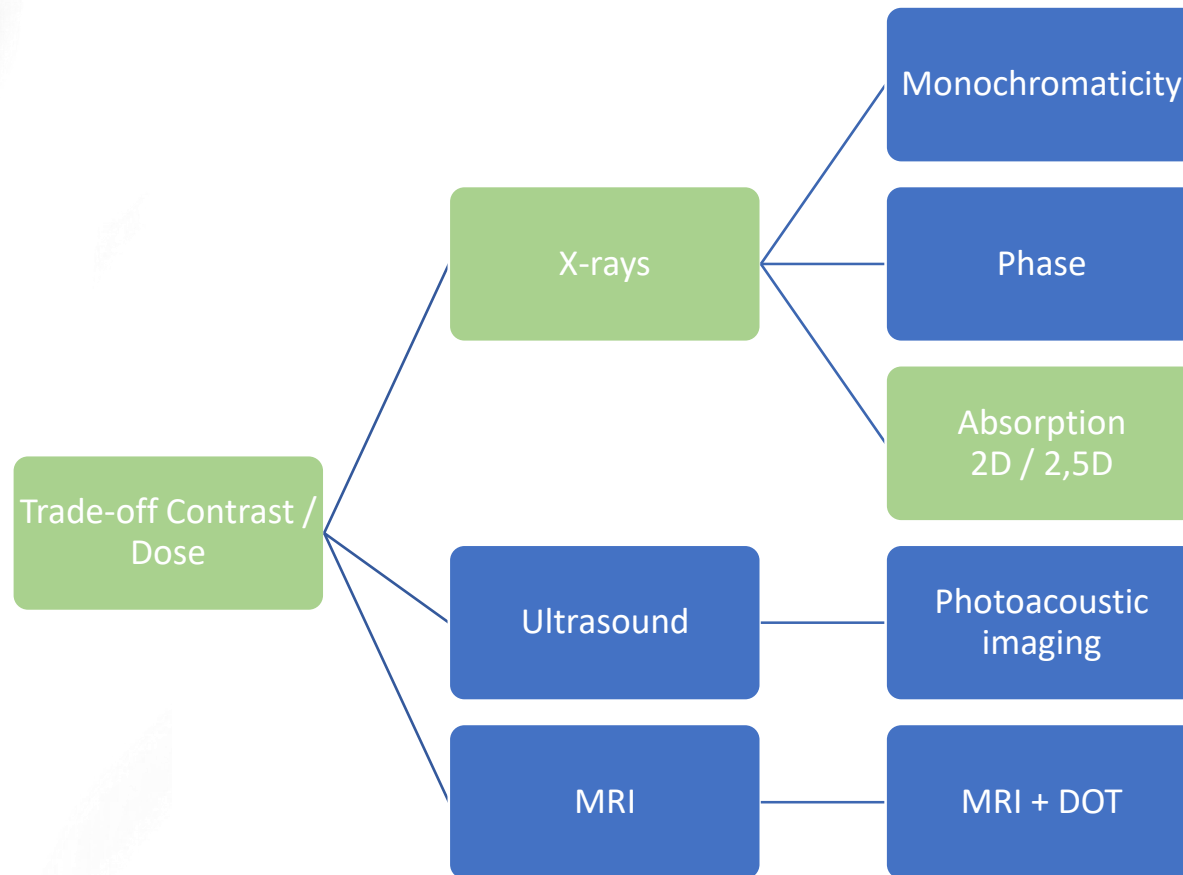 Monochromaticity
X-rays
Phase
Absorption
2D / 2,5D
Trade-off Contrast /
Dose
Ultrasound
Photoacoustic
imaging
MRI
MRI + DOT